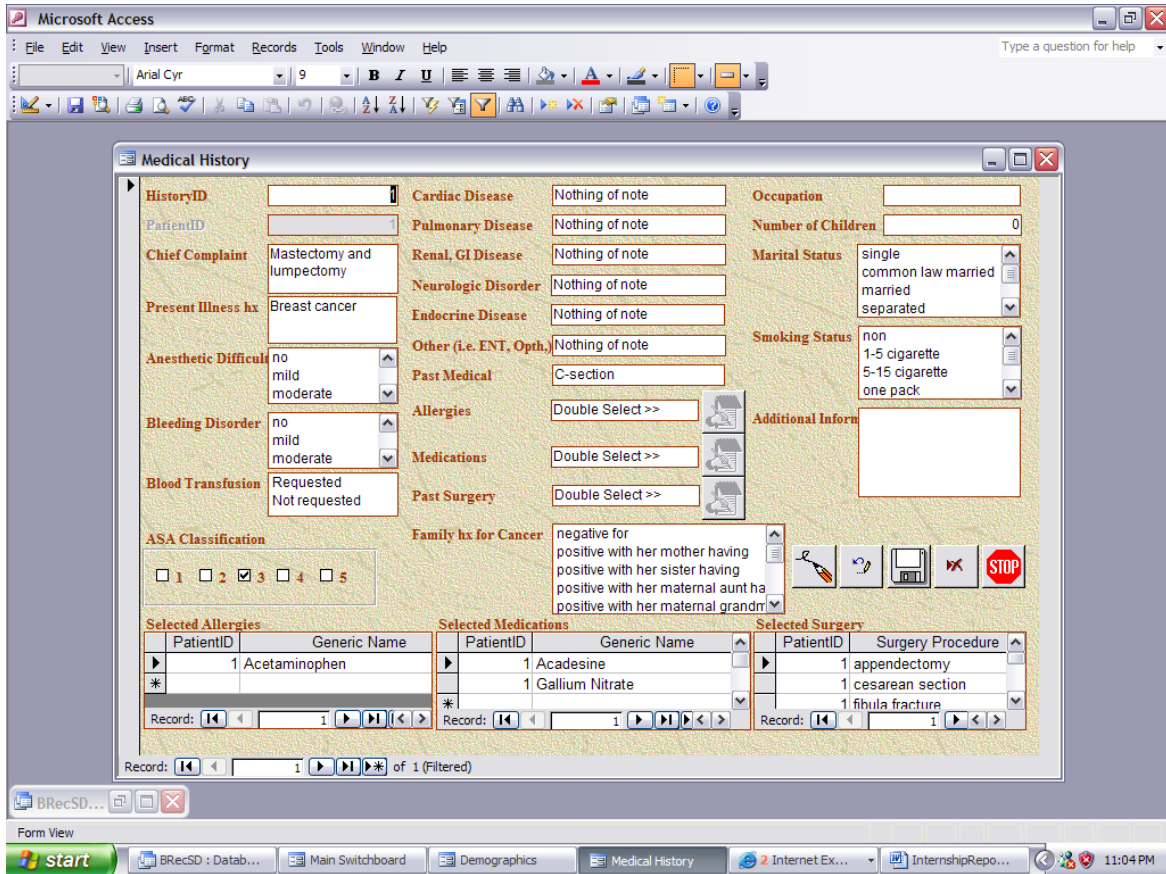 Microsoft Access
File Edit View Insert Format Records Tools Window Help
Type a question for help
Arial Cyr 9 B I U A
Medical History
HistoryID 1
PatientID 1
Chief Complaint Mastectomy and
lumpectomy
Present Illness hx Breast cancer
Anesthetic Difficult no
mild
moderate
Bleeding Disorder no
mild
moderate
Blood Transfusion Requested
Not requested
ASA Classification
1 2 3 4 5
Cardiac Disease Nothing of note
Pulmonary Disease Nothing of note
Renal, GI Disease Nothing of note
Neurologic Disorder Nothing of note
Endocrine Disease Nothing of note
Other (i.e. ENT, Opth,) Nothing of note
Past Medical C-section
Allergies Double Select >>
Medications Double Select >>
Past Surgery Double Select >>
Family hx for Cancer negative for
positive with her mother having
positive with her sister having
positive with her maternal aunt ha
positive with her maternal grandm
Occupation
Number of Children 0
Marital Status single
common law married
married
separated
Smoking Status non
1-5 cigarette
5-15 cigarette
one pack
Additional Inform
STOP
Selected Allergies
PatientID Generic Name
1 Acetaminophen
Record: 1
Selected Medications
PatientID Generic Name
1 Acadesine
1 Gallium Nitrate
Record: 1
Selected Surgery
PatientID Surgery Procedure
1 appendectomy
1 cesarean section
1 fibula fracture
Record: 1
Record: 1 of 1 (Filtered)
BRecSD...
Form View
start BRecSD : Datab... Main Switchboard Demographics Medical History 2 Internet Ex... InternshipRepo... 11:04 PM